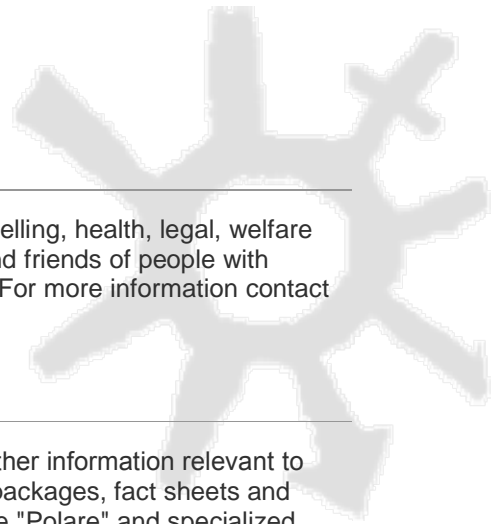 elling, health, legal, welfare
nd friends of people with
For more information contact
ther information relevant to
packages, fact sheets and
e "Polare" and specialized